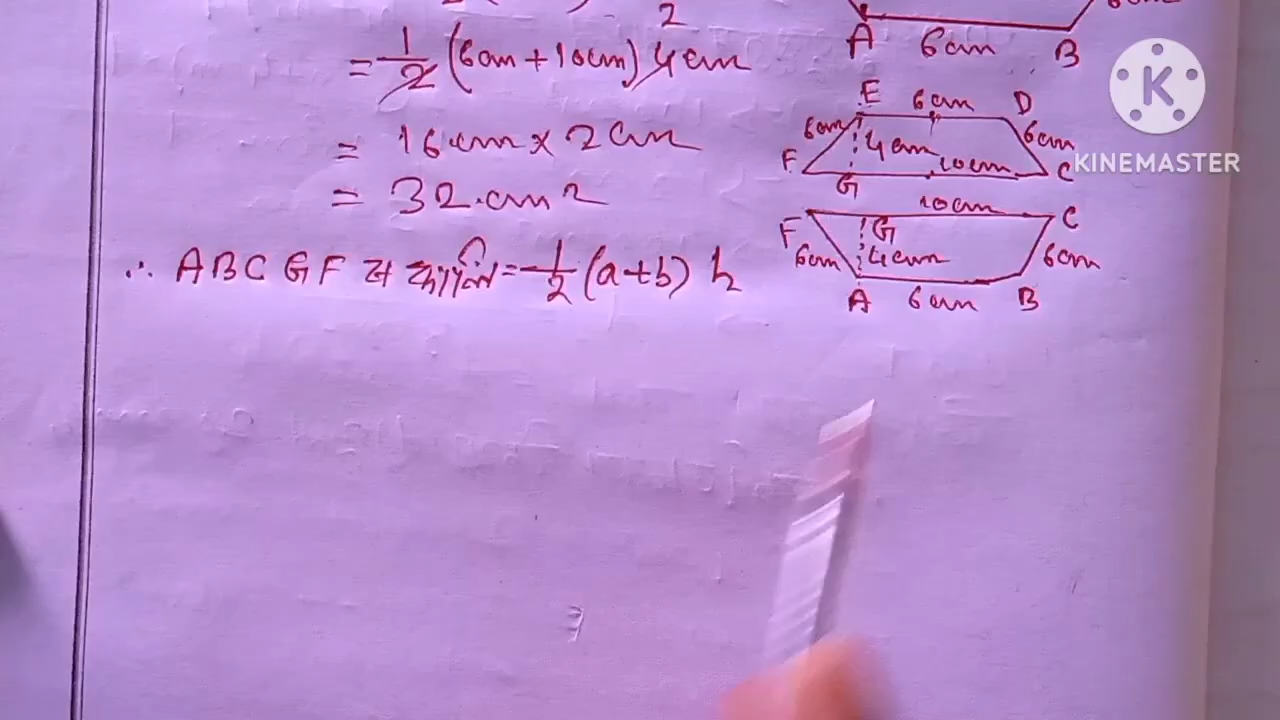 = 1/2 (6cm + 10cm) 4cm 2
= 16cm × 2cm
= 32.cm²
∴ ABCGF = 1/2 (a+b) h
A 6cm B
E 6cm D
6cm 4cm 6cm
F G 10cm C
10cm
F G C
6cm 4cm 6cm
A 6cm B
K
KINEMASTER